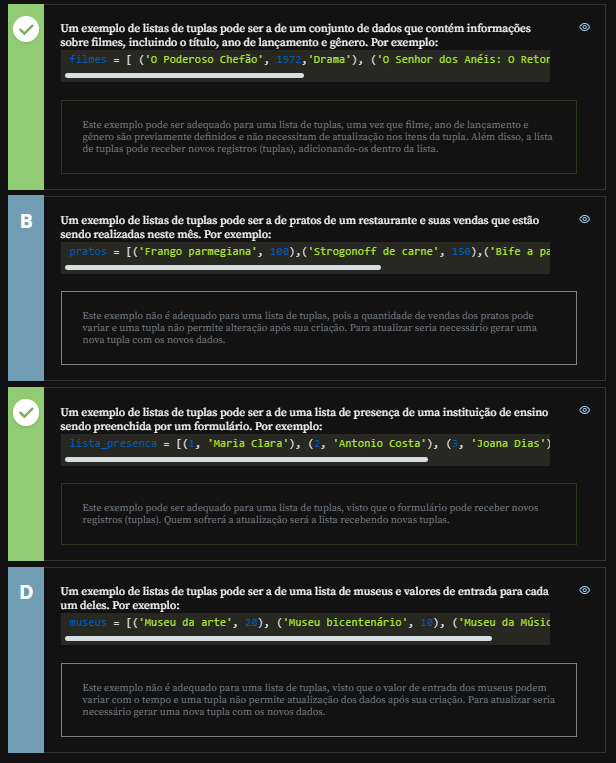 Um exemplo de listas de tuplas pode ser a de um conjunto de dados que contém informações
sobre filmes, incluindo o título, ano de lançamento e gênero. Por exemplo:
filmes = [ ('O Poderoso Chefão', 1972,'Drama'), ('O Senhor dos Anéis: O Retor
Este exemplo pode ser adequado para uma lista de tuplas, uma vez que filme, ano de lançamento e
gênero são previamente definidos e não necessitam de atualização nos itens da tupla. Além disso, a lista
de tuplas pode receber novos registros (tuplas), adicionando-os dentro da lista.
B
Um exemplo de listas de tuplas pode ser a de pratos de um restaurante e suas vendas que estão
sendo realizadas neste mês. Por exemplo:
pratos = [('Frango parmegiana', 100),('Strogonoff de carne', 150),('Bife a pa
Este exemplo não é adequado para uma lista de tuplas, pois a quantidade de vendas dos pratos pode
variar e uma tupla não permite alteração após sua criação. Para atualizar seria necessário gerar uma
nova tupla com os novos dados.
Um exemplo de listas de tuplas pode ser a de uma lista de presença de uma instituição de ensino
sendo preenchida por um formulário. Por exemplo:
lista_presenca = [(1, 'Maria Clara'), (2, 'Antonio Costa'), (3, 'Joana Dias')
Este exemplo pode ser adequado para uma lista de tuplas, visto que o formulário pode receber novos
registros (tuplas). Quem sofrerá a atualização será a lista recebendo novas tuplas.
D
Um exemplo de listas de tuplas pode ser a de uma lista de museus e valores de entrada para cada
um deles. Por exemplo:
museus = [('Museu da arte', 20), ('Museu bicentenário', 10), ('Museu da Músic
Este exemplo não é adequado para uma lista de tuplas, visto que o valor de entrada dos museus podem
variar com o tempo e uma tupla não permite atualização dos dados após sua criação. Para atualizar seria
necessário gerar uma nova tupla com os novos dados.